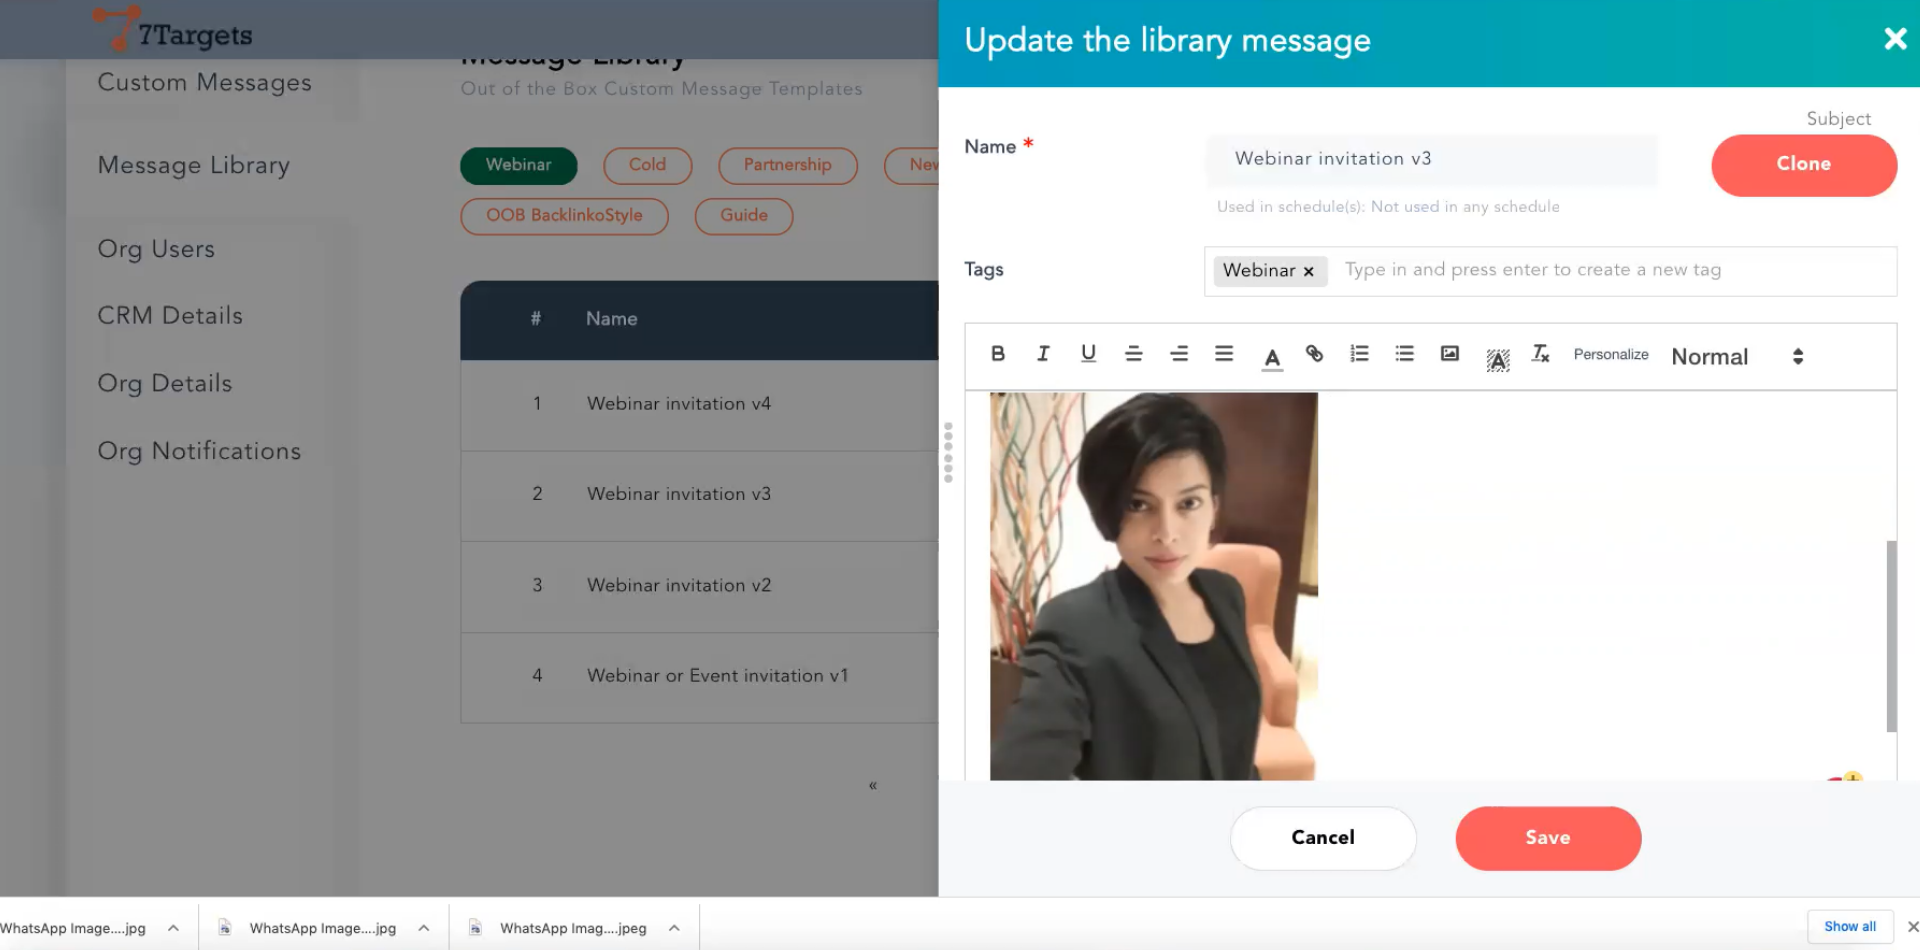 7Targets
Update the library message
Custom Messages
Message Library
Org Users
CRM Details
Org Details
Org Notifications
Message Library
Out of the Box Custom Message Templates
Webinar
Cold
Partnership
New
OOB BacklinkoStyle
Guide
# Name
1 Webinar invitation v4
2 Webinar invitation v3
3 Webinar invitation v2
4 Webinar or Event invitation v1
«
Subject
Name *
Webinar invitation v3
Clone
Used in schedule(s): Not used in any schedule
Tags
Webinar ×
Type in and press enter to create a new tag
B I U A A Tx Personalize Normal
Cancel
Save
WhatsApp Image....jpg
WhatsApp Image....jpg
WhatsApp Imag....jpeg
Show all